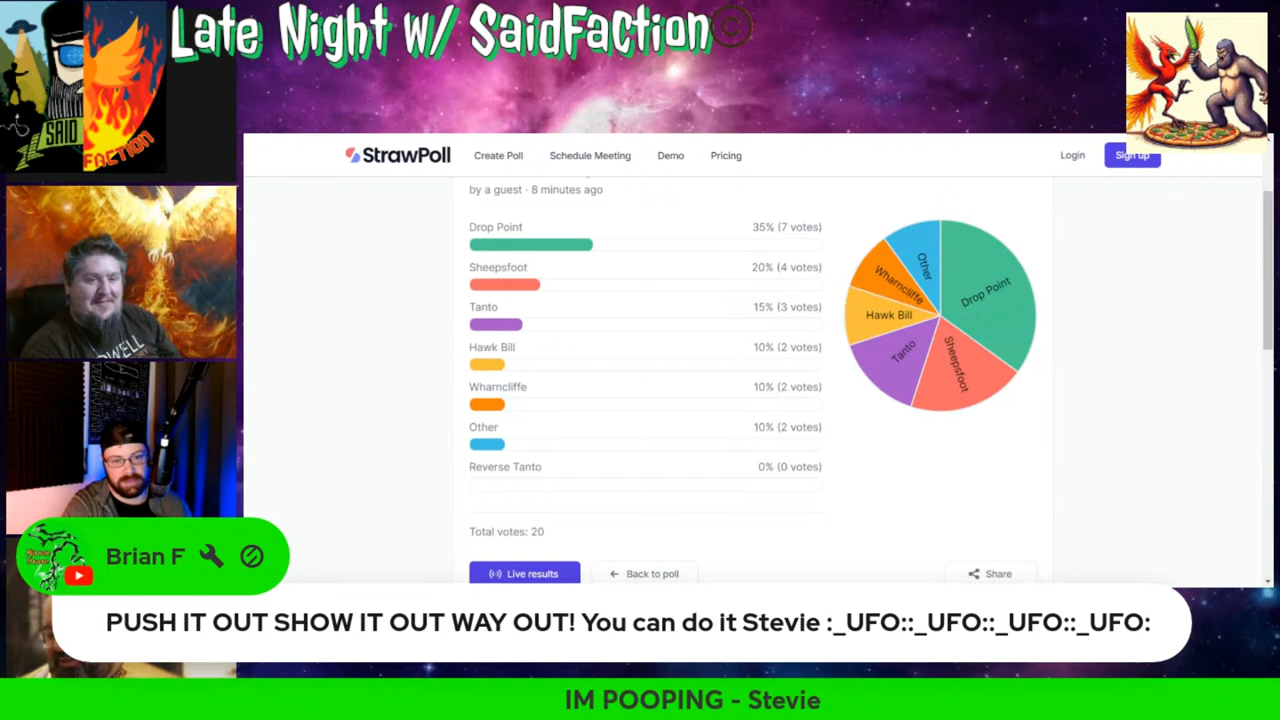 Late Night w/ SaidFaction©
SAID
FACTION
StrawPoll
Create Poll
Schedule Meeting
Demo
Pricing
Login
Sign up
by a guest · 8 minutes ago
Drop Point 35% (7 votes)
Sheepsfoot 20% (4 votes)
Tanto 15% (3 votes)
Hawk Bill 10% (2 votes)
Wharncliffe 10% (2 votes)
Other 10% (2 votes)
Reverse Tanto 0% (0 votes)
Other
Wharncliffe
Drop Point
Hawk Bill
Tanto
Sheepsfoot
Total votes: 20
Live results
Back to poll
Share
Brian F
PUSH IT OUT SHOW IT OUT WAY OUT! You can do it Stevie :_UFO::_UFO::_UFO::_UFO:
IM POOPING - Stevie